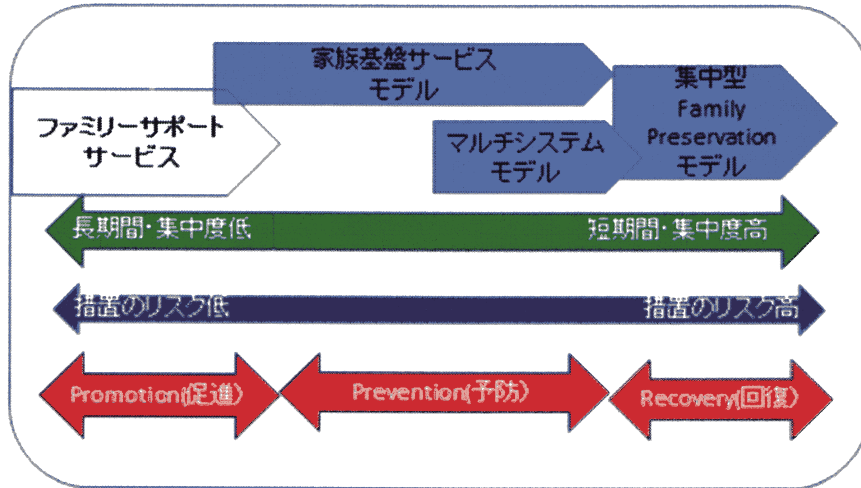 家族基盤サービス
モデル
集中型
Family
Preservation
モデル
ファミリーサポート
サービス
マルチシステム
モデル
長期間・集中度低
短期間・集中度高
措置のリスク低
措置のリスク高
Promotion(促進)
Prevention(予防)
Recovery(回復)